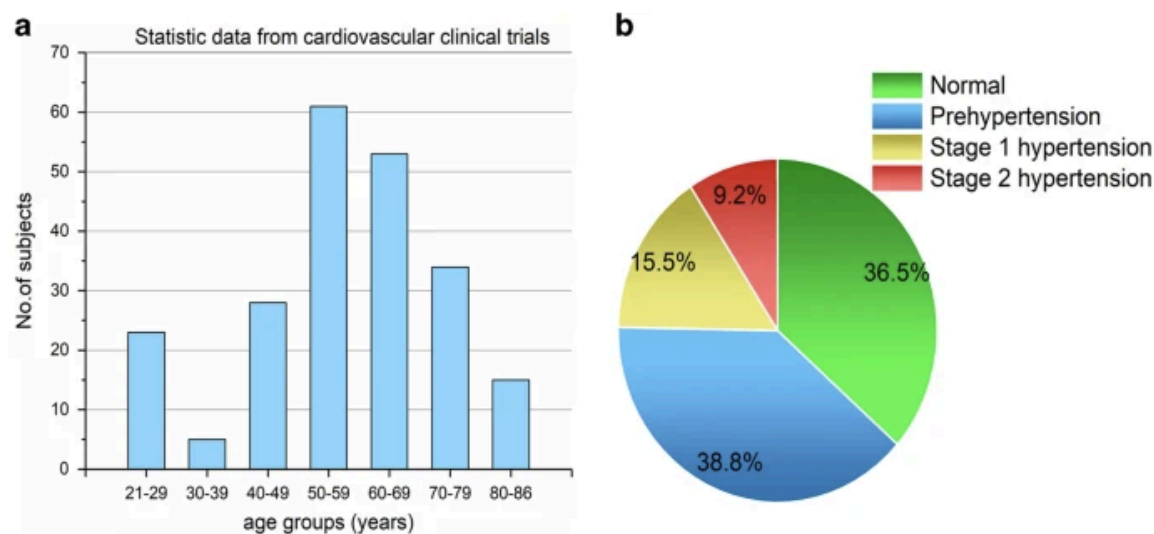 a
Statistic data from cardiovascular clinical trials
70
60
50
40
30
20
10
0
No.of subjects
21-29 30-39 40-49 50-59 60-69 70-79 80-86
age groups (years)
b
Normal
Prehypertension
Stage 1 hypertension
Stage 2 hypertension
9.2%
15.5%
36.5%
38.8%